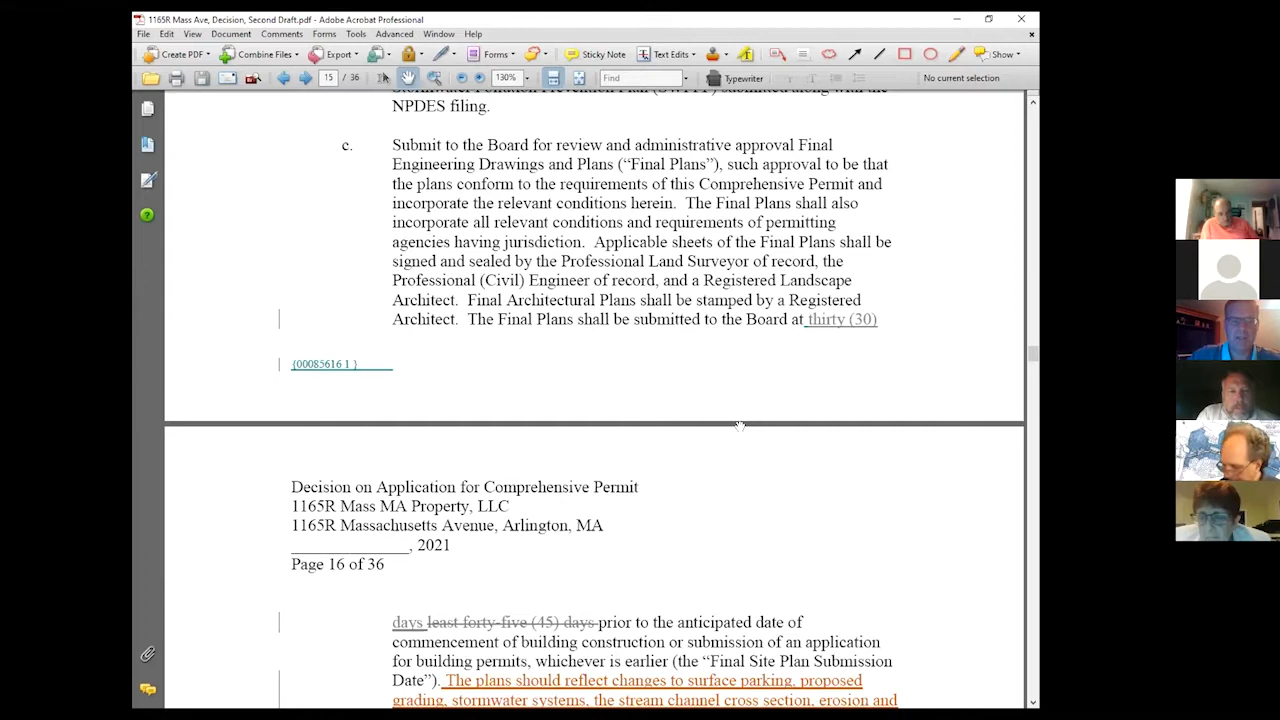 1165R Mass Ave, Decision, Second Draft.pdf - Adobe Acrobat Professional
File Edit View Document Comments Forms Tools Advanced Window Help
Create PDF Combine Files Export Forms Sticky Note Text Edits Show
15 / 36 130% Find Typewriter No current selection
Stormwater Pollution Prevention Plan (SWPPP) submitted along with the
NPDES filing.
c. Submit to the Board for review and administrative approval Final
Engineering Drawings and Plans (“Final Plans”), such approval to be that
the plans conform to the requirements of this Comprehensive Permit and
incorporate the relevant conditions herein. The Final Plans shall also
incorporate all relevant conditions and requirements of permitting
agencies having jurisdiction. Applicable sheets of the Final Plans shall be
signed and sealed by the Professional Land Surveyor of record, the
Professional (Civil) Engineer of record, and a Registered Landscape
Architect. Final Architectural Plans shall be stamped by a Registered
Architect. The Final Plans shall be submitted to the Board at thirty (30)
{00085616 1 }
Decision on Application for Comprehensive Permit
1165R Mass MA Property, LLC
1165R Massachusetts Avenue, Arlington, MA
______________, 2021
Page 16 of 36
days least forty-five (45) days prior to the anticipated date of
commencement of building construction or submission of an application
for building permits, whichever is earlier (the “Final Site Plan Submission
Date”). The plans should reflect changes to surface parking, proposed
grading, stormwater systems, the stream channel cross section, erosion and